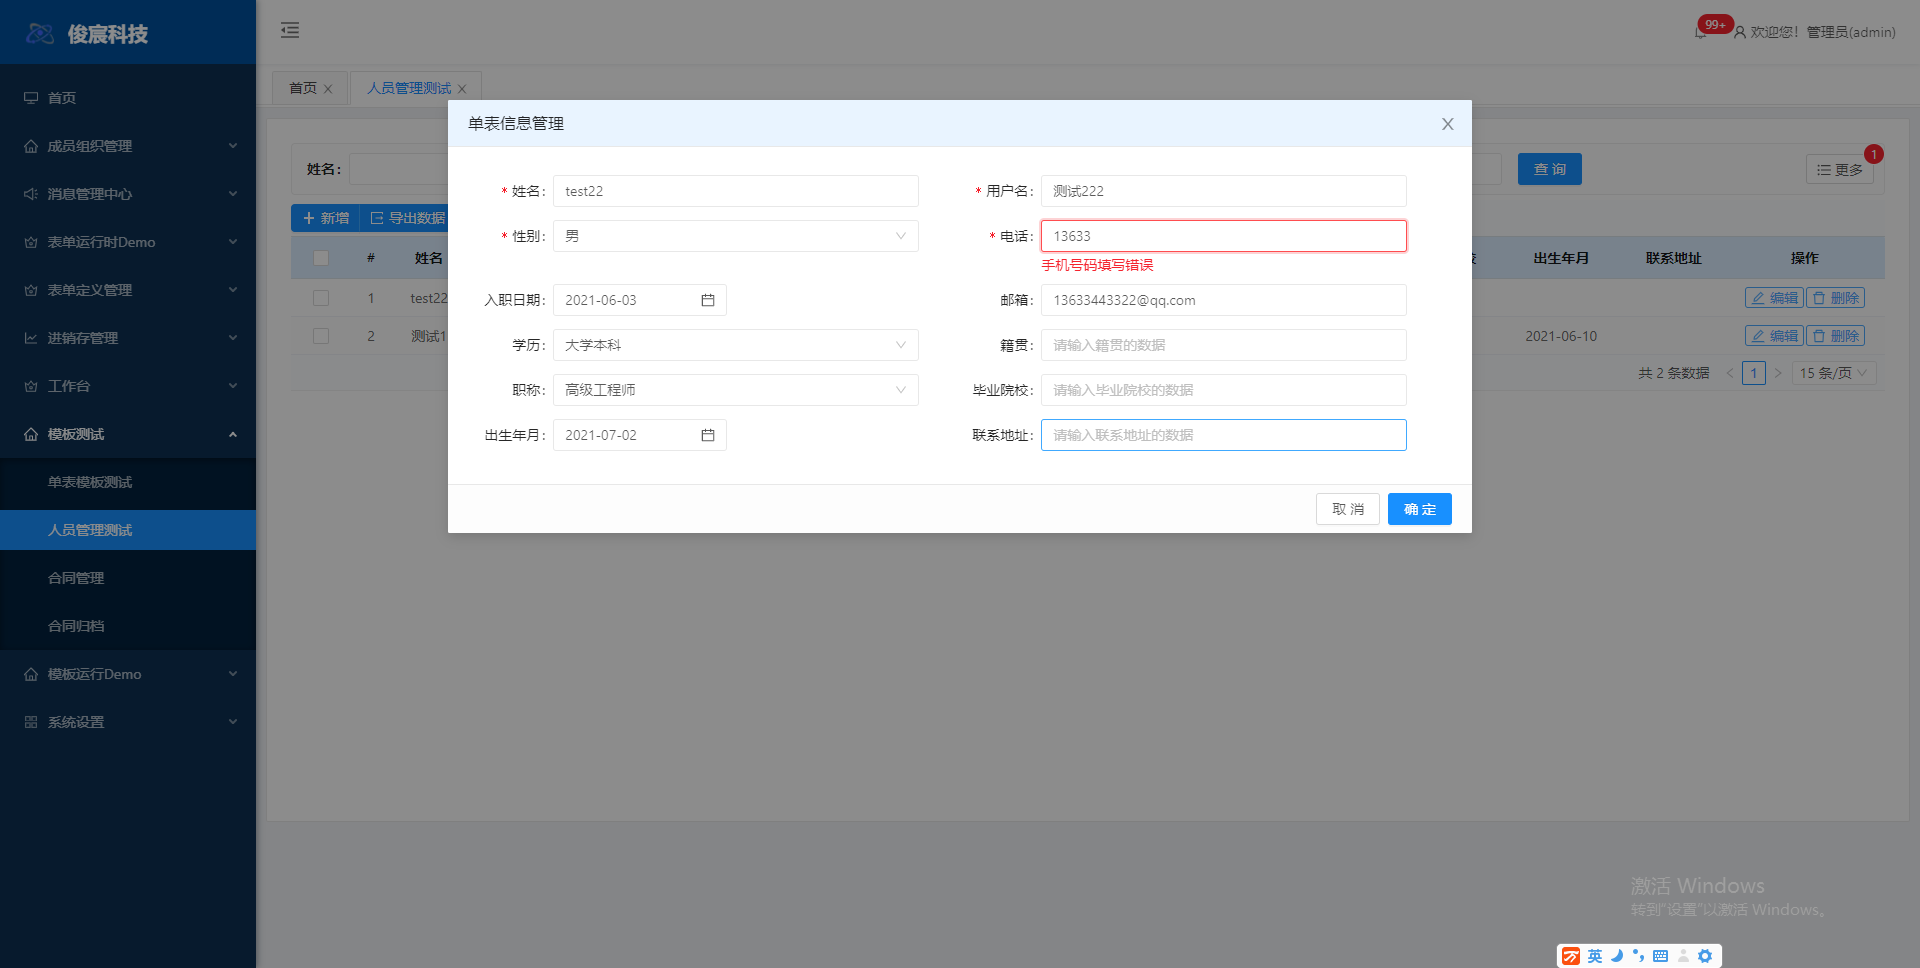 俊宸科技
99+
欢迎您！管理员(admin)
首页
成员组织管理
消息管理中心
表单运行时Demo
表单定义管理
进销存管理
工作台
模板测试
单表模板测试
人员管理测试
合同管理
合同归档
模板运行Demo
系统设置
首页 X
人员管理测试 X
姓名：
查 询
更多
1
+ 新增
导出数据
# 姓名 出生年月 联系地址 操作
1 test22 编辑 删除
2 测试1 2021-06-10 编辑 删除
共 2 条数据 < 1 > 15 条/页
单表信息管理 X
* 姓名： test22
* 用户名： 测试222
* 性别： 男
* 电话： 13633
手机号码填写错误
入职日期： 2021-06-03
邮箱： 13633443322@qq.com
学历： 大学本科
籍贯： 请输入籍贯的数据
职称： 高级工程师
毕业院校： 请输入毕业院校的数据
出生年月： 2021-07-02
联系地址： 请输入联系地址的数据
取 消
确 定
激活 Windows
转到"设置"以激活 Windows。
英